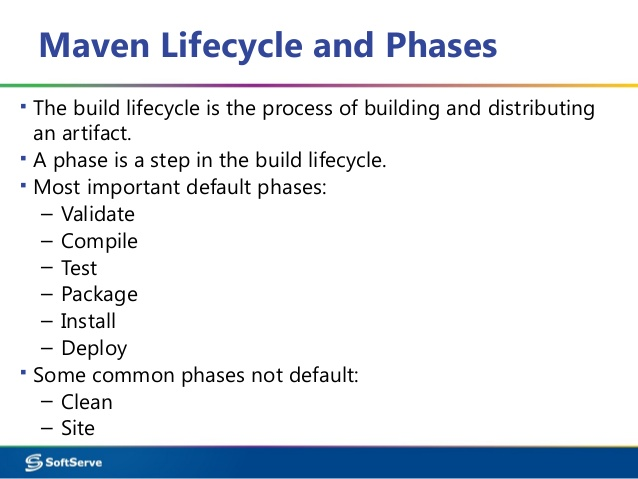 Maven Lifecycle and Phases
▪ The build lifecycle is the process of building and distributing
an artifact.
▪ A phase is a step in the build lifecycle.
▪ Most important default phases:
– Validate
– Compile
– Test
– Package
– Install
– Deploy
▪ Some common phases not default:
– Clean
– Site
SoftServe